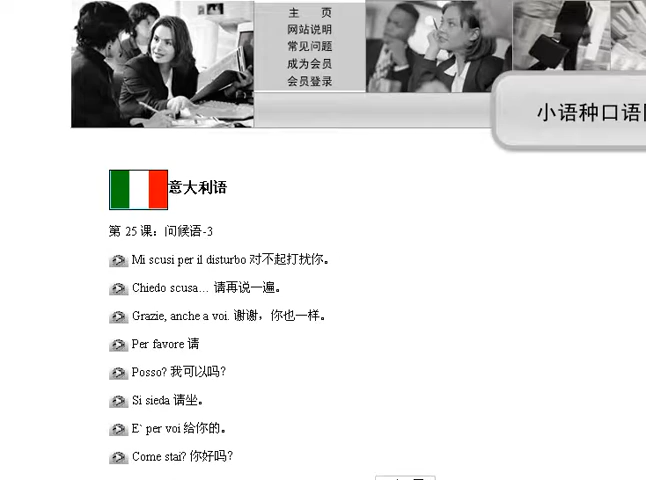 主 页
网站说明
常见问题
成为会员
会员登录
小语种口语
意大利语
第 25 课：问候语-3
Mi scusi per il disturbo 对不起打扰你。
Chiedo scusa... 请再说一遍。
Grazie, anche a voi. 谢谢，你也一样。
Per favore 请
Posso? 我可以吗?
Si sieda 请坐。
E` per voi 给你的。
Come stai? 你好吗?